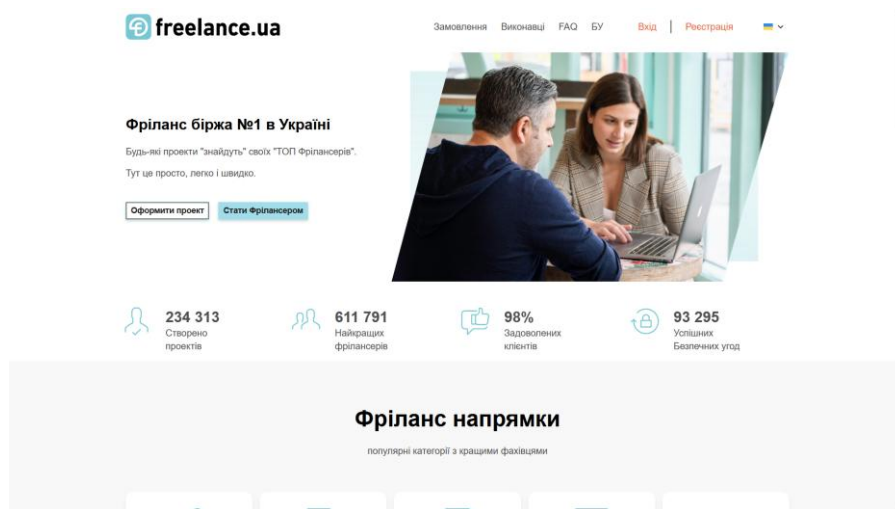 freelance.ua
Замовлення Виконавці FAQ БУ Вхід Реєстрація
Фріланс біржа №1 в Україні
Будь-які проекти "знайдуть" своїх "ТОП Фрілансерів".
Тут це просто, легко і швидко.
Оформити проект Стати Фрілансером
234 313
Створено
проектів
611 791
Найкращих
фрілансерів
98%
Задоволених
клієнтів
93 295
Успішних
Безпечних угод
Фріланс напрямки
популярні категорії з кращими фахівцями